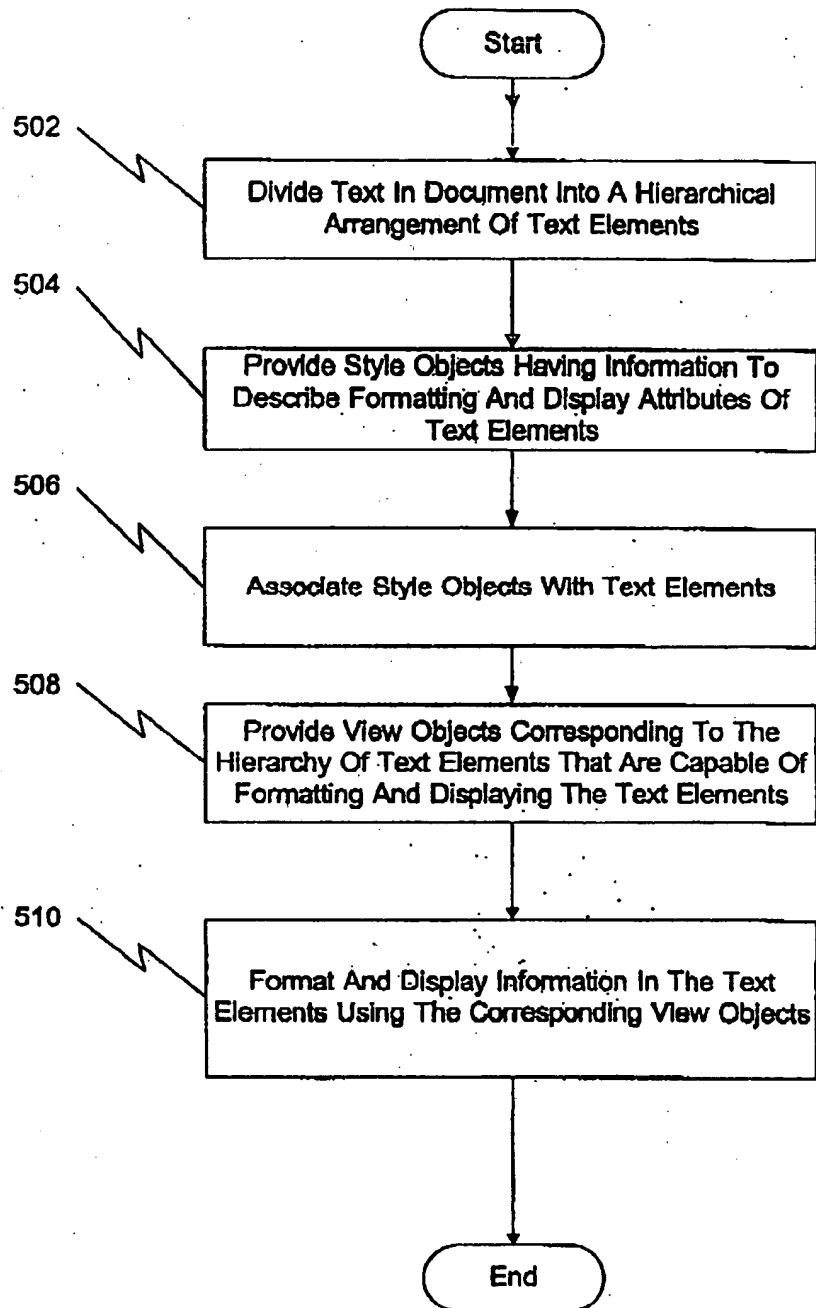 Start
502
Divide Text In Document Into A Hierarchical
Arrangement Of Text Elements
504
Provide Style Objects Having Information To
Describe Formatting And Display Attributes Of
Text Elements
506
Associate Style Objects With Text Elements
508
Provide View Objects Corresponding To The
Hierarchy Of Text Elements That Are Capable Of
Formatting And Displaying The Text Elements
510
Format And Display Information In The Text
Elements Using The Corresponding View Objects
End